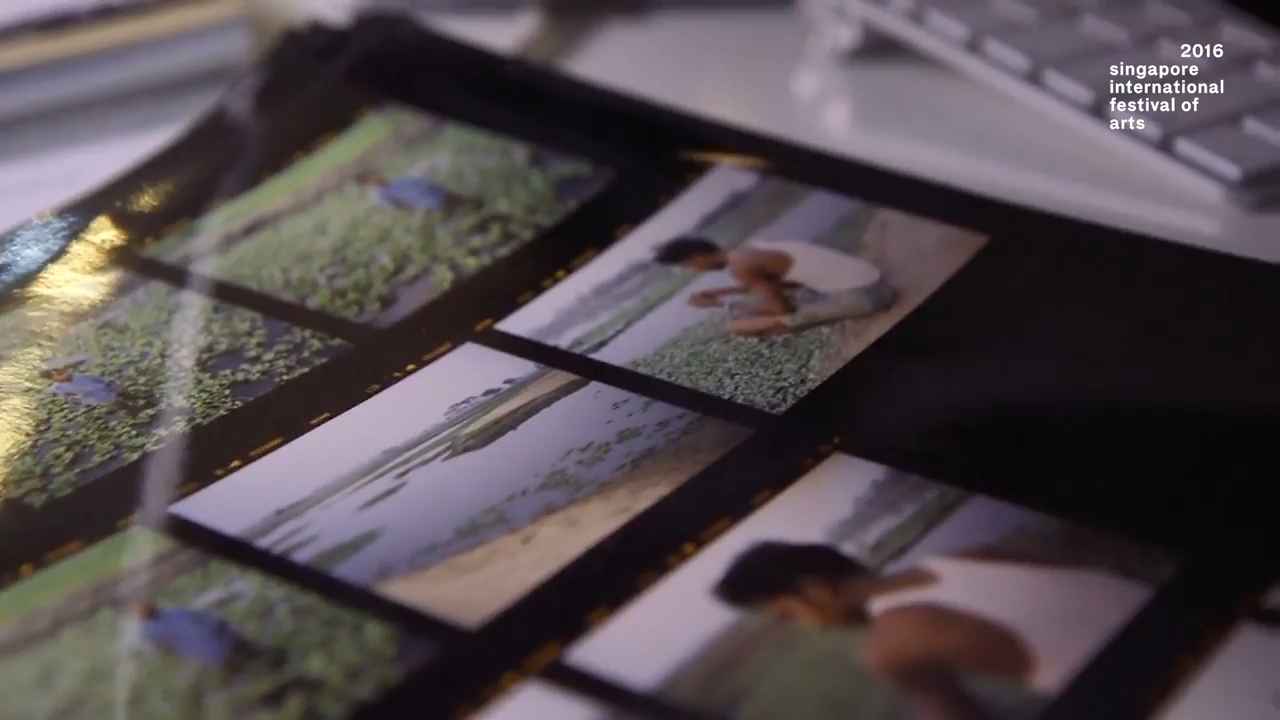 2016
singapore
international
festival of
arts